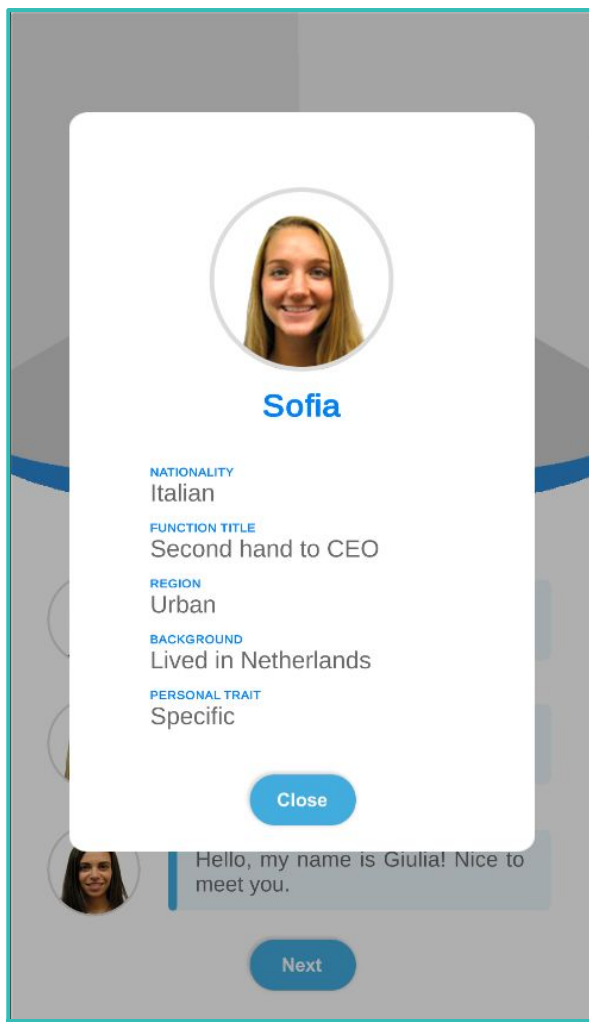 Sofia
NATIONALITY
Italian
FUNCTION TITLE
Second hand to CEO
REGION
Urban
BACKGROUND
Lived in Netherlands
PERSONAL TRAIT
Specific
Close
Hello, my name is Giulia! Nice to
meet you.
Next